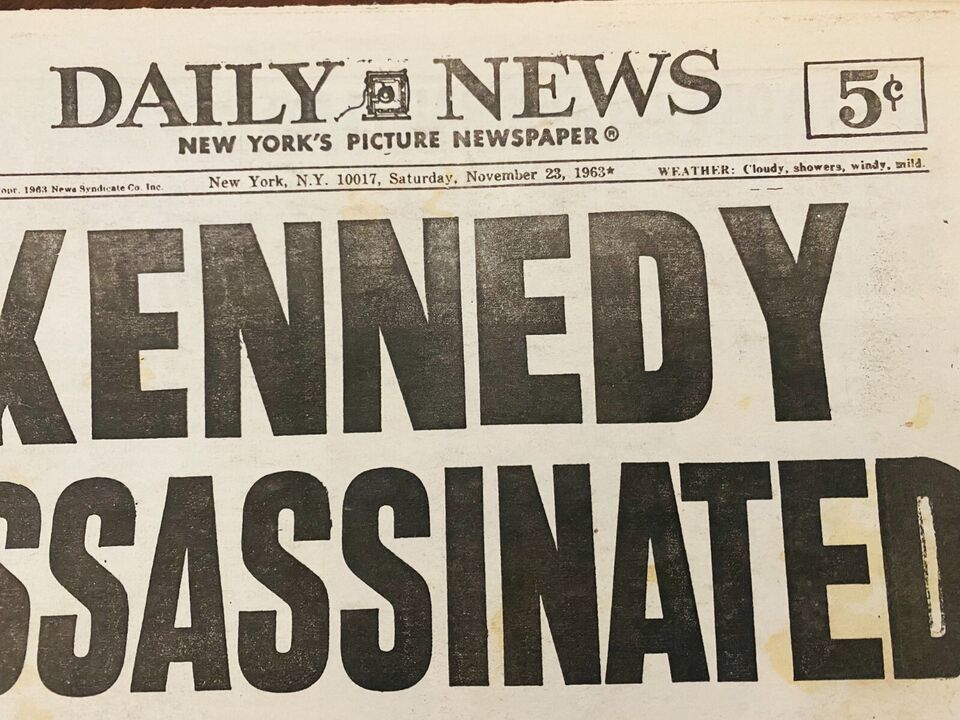 DAILY NEWS
5¢
NEW YORK'S PICTURE NEWSPAPER®
opr. 1963 News Syndicate Co. Inc.
New York, N.Y. 10017, Saturday, November 23, 1963*
WEATHER: Cloudy, showers, windy, mild.
KENNEDY
SSASSINATED